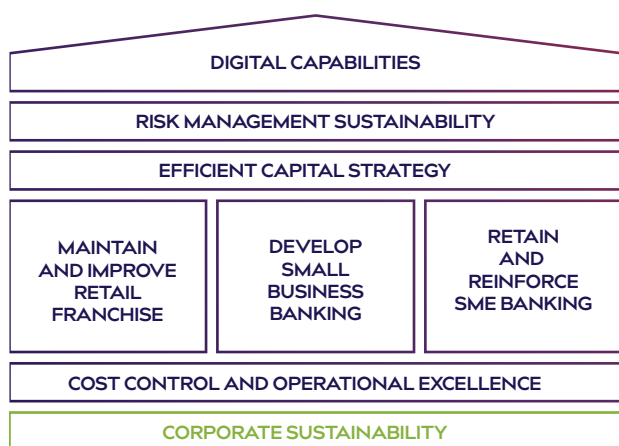 DIGITAL CAPABILITIES
RISK MANAGEMENT SUSTAINABILITY
EFFICIENT CAPITAL STRATEGY
MAINTAIN
AND IMPROVE
RETAIL
FRANCHISE
DEVELOP
SMALL
BUSINESS
BANKING
RETAIN
AND
REINFORCE
SME BANKING
COST CONTROL AND OPERATIONAL EXCELLENCE
CORPORATE SUSTAINABILITY